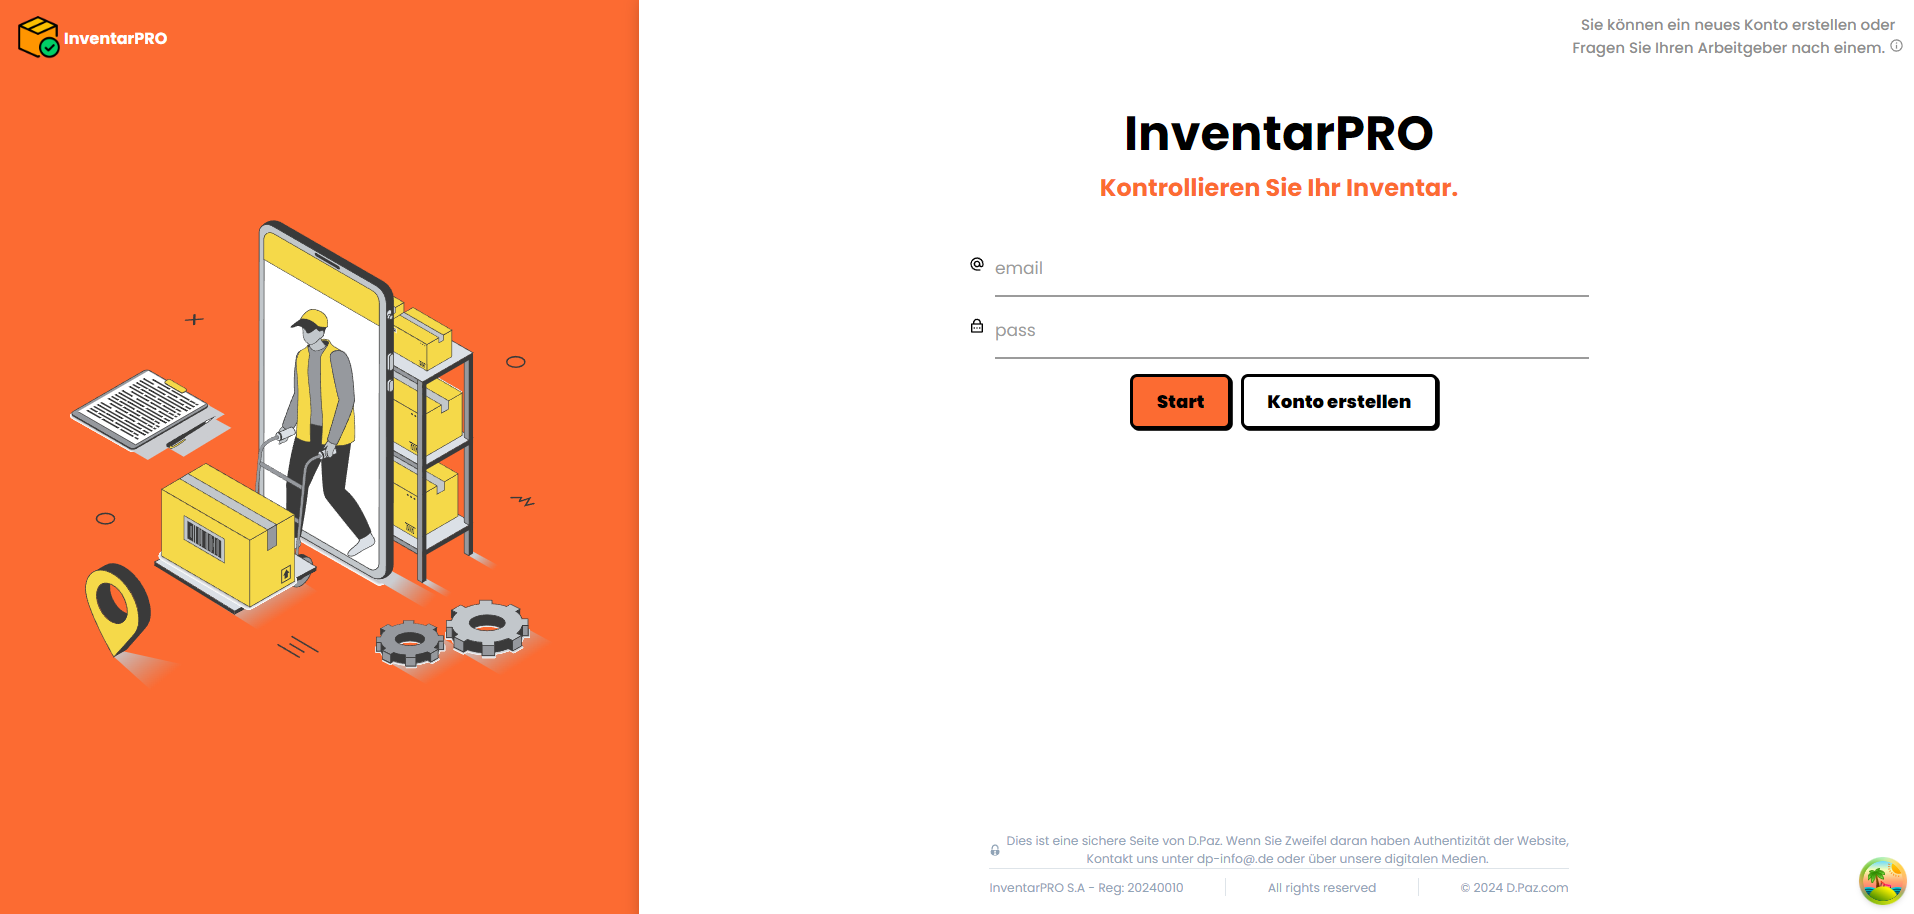 InventarPRO
Sie können ein neues Konto erstellen oder
Fragen Sie Ihren Arbeitgeber nach einem.
InventarPRO
Kontrollieren Sie Ihr Inventar.
email
pass
Start
Konto erstellen
Dies ist eine sichere Seite von D.Paz. Wenn Sie Zweifel daran haben Authentizität der Website,
Kontakt uns unter dp-info@.de oder über unsere digitalen Medien.
InventarPRO S.A - Reg: 20240010
All rights reserved
© 2024 D.Paz.com